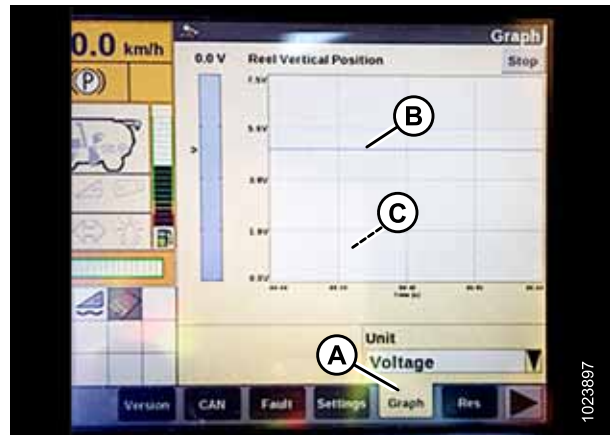 Graph
0.0 km/h
0.0 V
Reel Vertical Position
Stop
(P)
B
C
A
Unit
Voltage
Version
CAN
Fault
Settings
Graph
Res
1023897